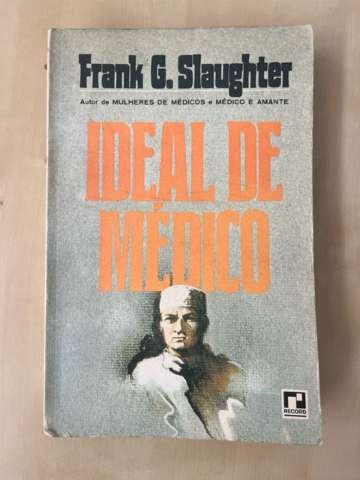 Frank G. Slaughter
Autor de MULHERES DE MÉDICOS e MÉDICO E AMANTE
IDEAL DE
MÉDICO
RECORD